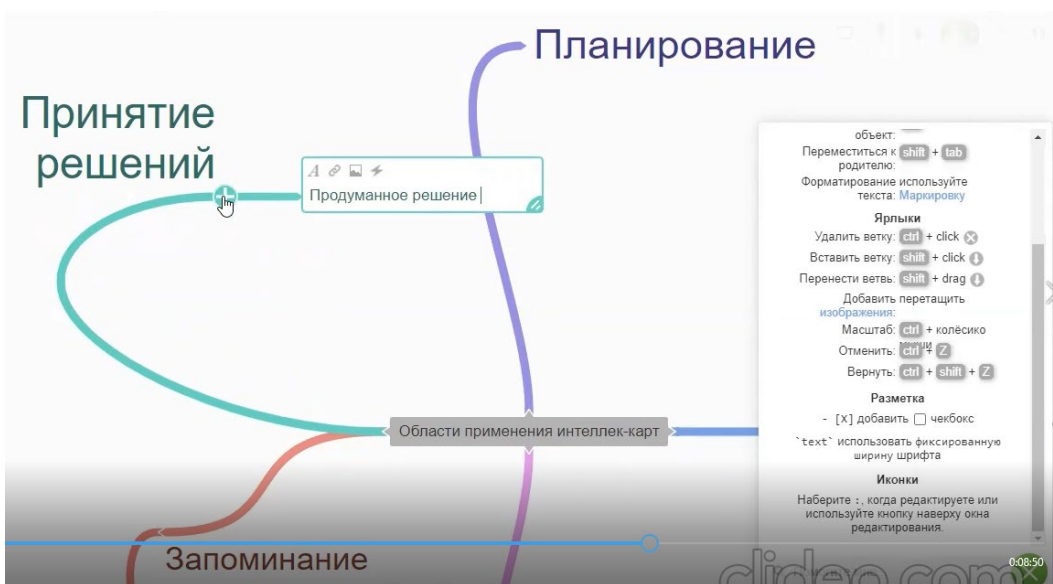 Планирование
Принятие
решений
Продуманное решение
Области применения интеллек-карт
Запоминание
объект:
Переместиться к shift + tab
родителю:
Форматирование используйте
текста: Маркировку
Ярлыки
Удалить ветку: ctrl + click
Вставить ветку: shift + click
Перенести ветвь: shift + drag
Добавить перетащить
изображения:
Масштаб: ctrl + колёсико
Отменить: ctrl + Z
Вернуть: ctrl + shift + Z
Разметка
- [X] добавить чекбокс
`text` использовать фиксированную
ширину шрифта
Иконки
Наберите :, когда редактируете или
используйте кнопку наверху окна
редактирования.
0:08:50
clideo.com